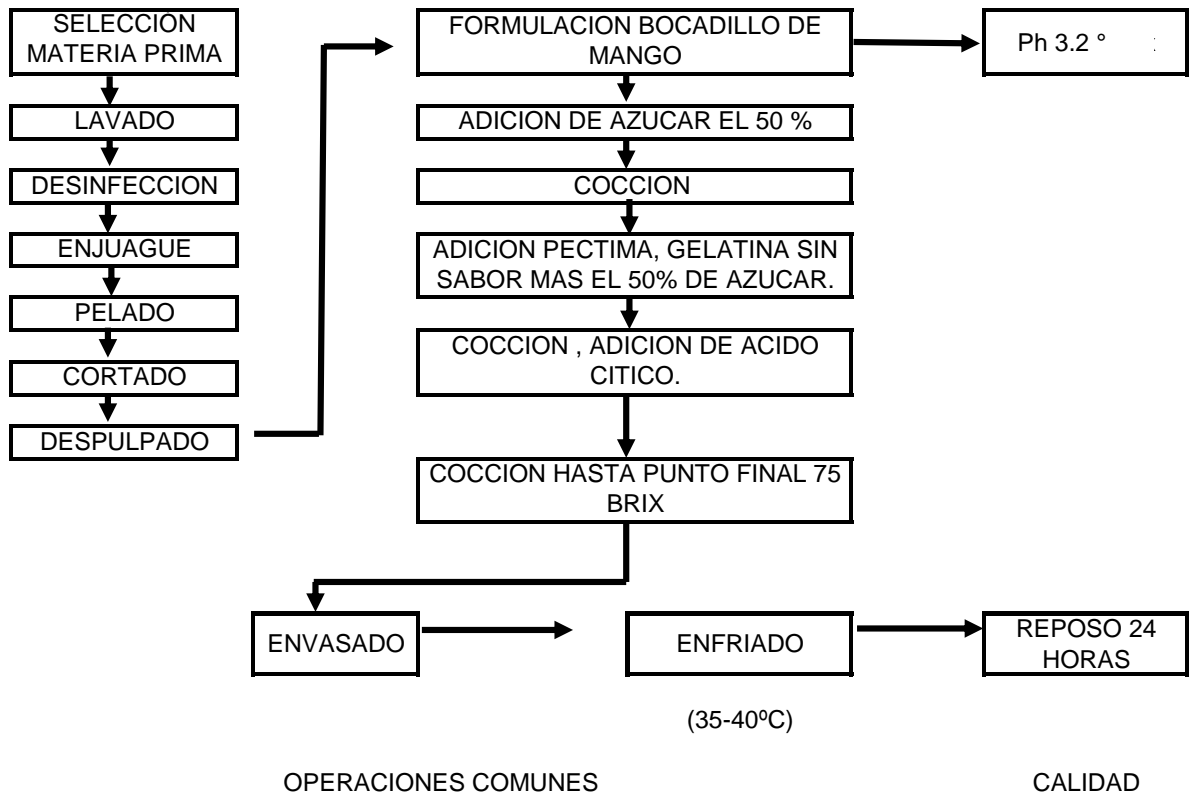 SELECCIÓN
MATERIA PRIMA
LAVADO
DESINFECCION
ENJUAGUE
PELADO
CORTADO
DESPULPADO
FORMULACION BOCADILLO DE
MANGO
Ph 3.2 º
ADICION DE AZUCAR EL 50 %
COCCION
ADICION PECTIMA, GELATINA SIN
SABOR MAS EL 50% DE AZUCAR.
COCCION , ADICION DE ACIDO
CITICO.
COCCION HASTA PUNTO FINAL 75
BRIX
ENVASADO
ENFRIADO
(35-40ºC)
REPOSO 24
HORAS
OPERACIONES COMUNES
CALIDAD